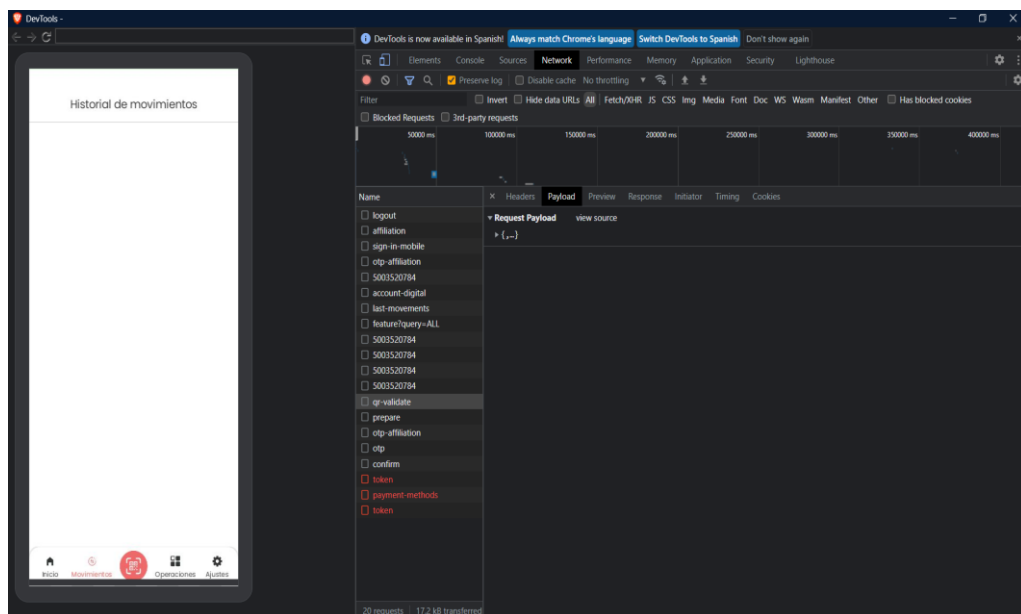 DevTools -
DevTools is now available in Spanish! Always match Chrome's language Switch DevTools to Spanish Don't show again
Elements Console Sources Network Performance Memory Application Security Lighthouse
Preserve log Disable cache No throttling
Filter Invert Hide data URLs All Fetch/XHR JS CSS Img Media Font Doc WS Wasm Manifest Other Has blocked cookies
Blocked Requests 3rd-party requests
50000 ms 100000 ms 150000 ms 200000 ms 250000 ms 300000 ms 350000 ms 400000 ms
Name
Headers Payload Preview Response Initiator Timing Cookies
Request Payload view source
{,…}
logout
affiliation
sign-in-mobile
otp-affiliation
5003520784
account-digital
last-movements
feature?query=ALL
5003520784
5003520784
5003520784
5003520784
qr-validate
prepare
otp-affiliation
otp
confirm
token
payment-methods
token
20 requests 17.2 kB transferred
Historial de movimientos
Inicio Movimientos Operaciones Ajustes